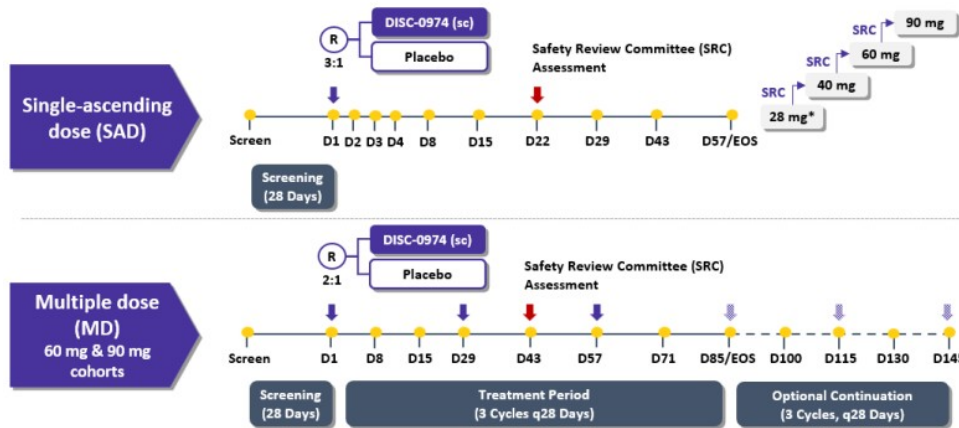 DISC-0974 (sc)
R
3:1
Placebo
Safety Review Committee (SRC)
Assessment
SRC
90 mg
SRC
60 mg
SRC
40 mg
28 mg*
Single-ascending
dose (SAD)
Screen
D1
D2
D3
D4
D8
D15
D22
D29
D43
D57/EOS
Screening
(28 Days)
DISC-0974 (sc)
R
2:1
Placebo
Safety Review Committee (SRC)
Assessment
Multiple dose
(MD)
60 mg & 90 mg
cohorts
Screen
D1
D8
D15
D29
D43
D57
D71
D85/EOS
D100
D115
D130
D145
Screening
(28 Days)
Treatment Period
(3 Cycles q28 Days)
Optional Continuation
(3 Cycles, q28 Days)